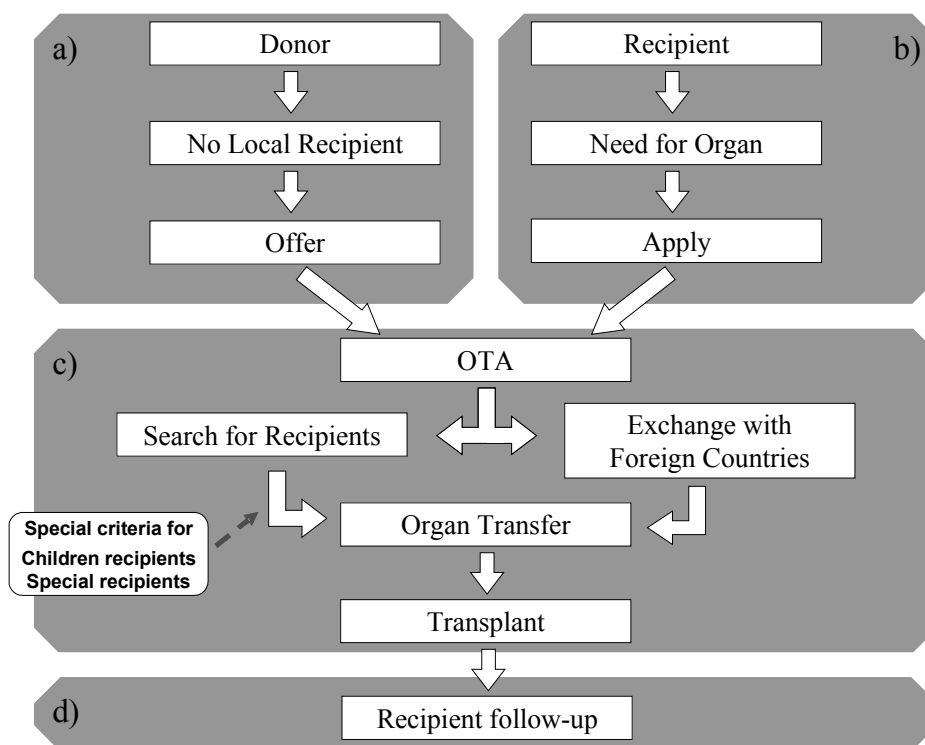 a)
Donor
No Local Recipient
Offer
b)
Recipient
Need for Organ
Apply
c)
OTA
Search for Recipients
Exchange with
Foreign Countries
Special criteria for
Children recipients
Special recipients
Organ Transfer
Transplant
d)
Recipient follow-up